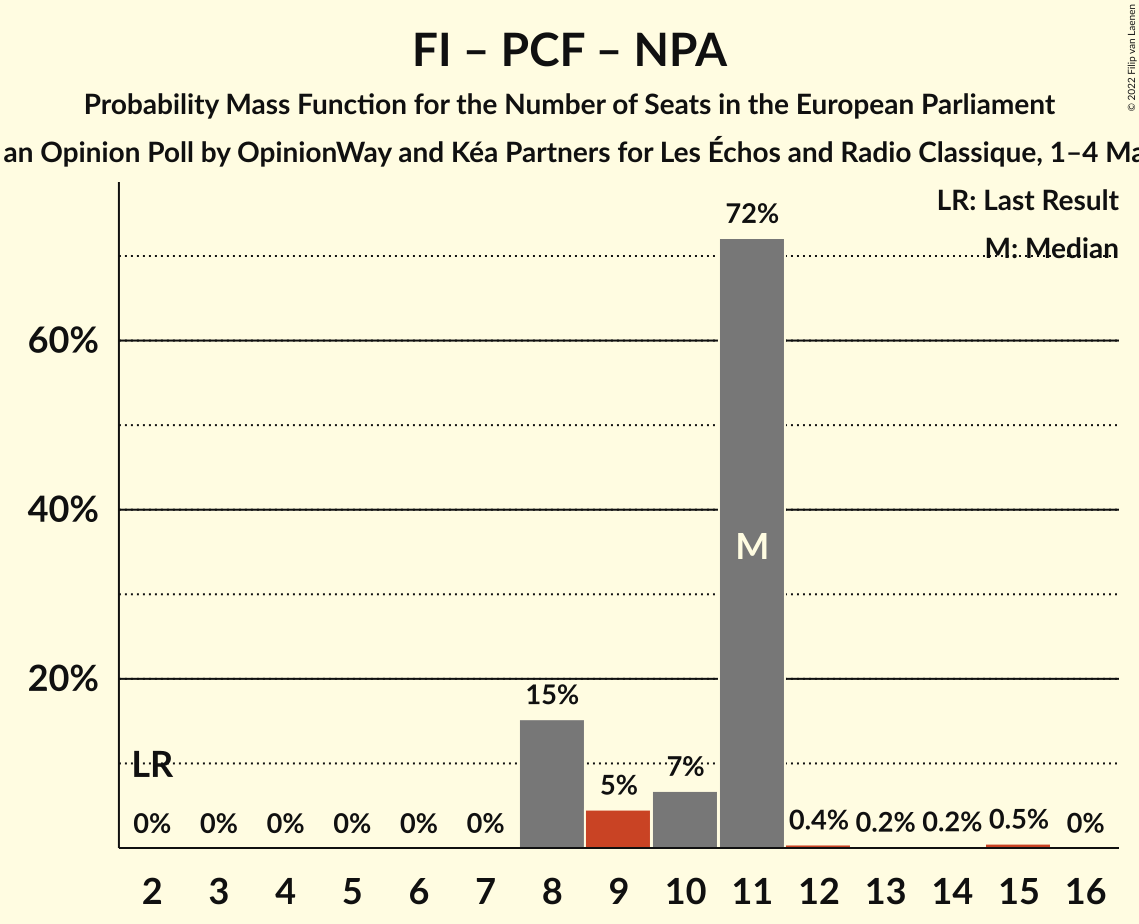 FI – PCF – NPA
Probability Mass Function for the Number of Seats in the European Parliament
an Opinion Poll by OpinionWay and Kéa Partners for Les Échos and Radio Classique, 1–4 Ma
© 2022 Filip van Laenen
LR: Last Result
M: Median
72%
60%
40%
M
20%
15%
LR
7%
5%
0% 0% 0% 0% 0% 0% 0.4% 0.2% 0.2% 0.5% 0%
2 3 4 5 6 7 8 9 10 11 12 13 14 15 16